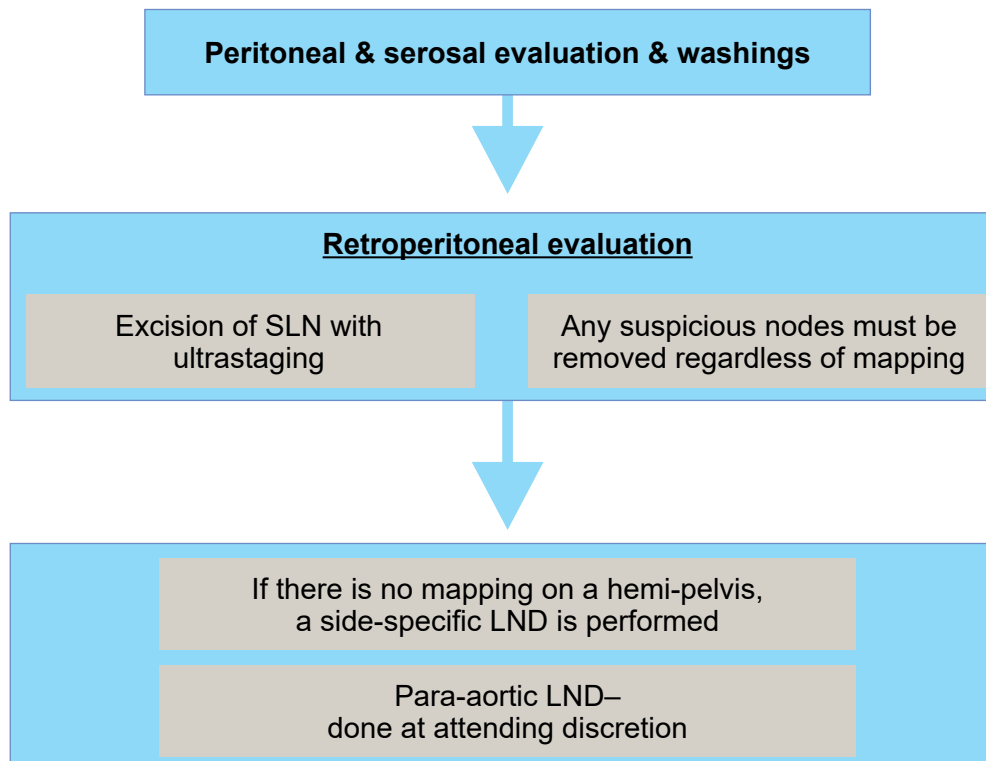 Peritoneal & serosal evaluation & washings
Retroperitoneal evaluation
Excision of SLN with
ultrastaging
Any suspicious nodes must be
removed regardless of mapping
If there is no mapping on a hemi-pelvis,
a side-specific LND is performed
Para-aortic LND–
done at attending discretion